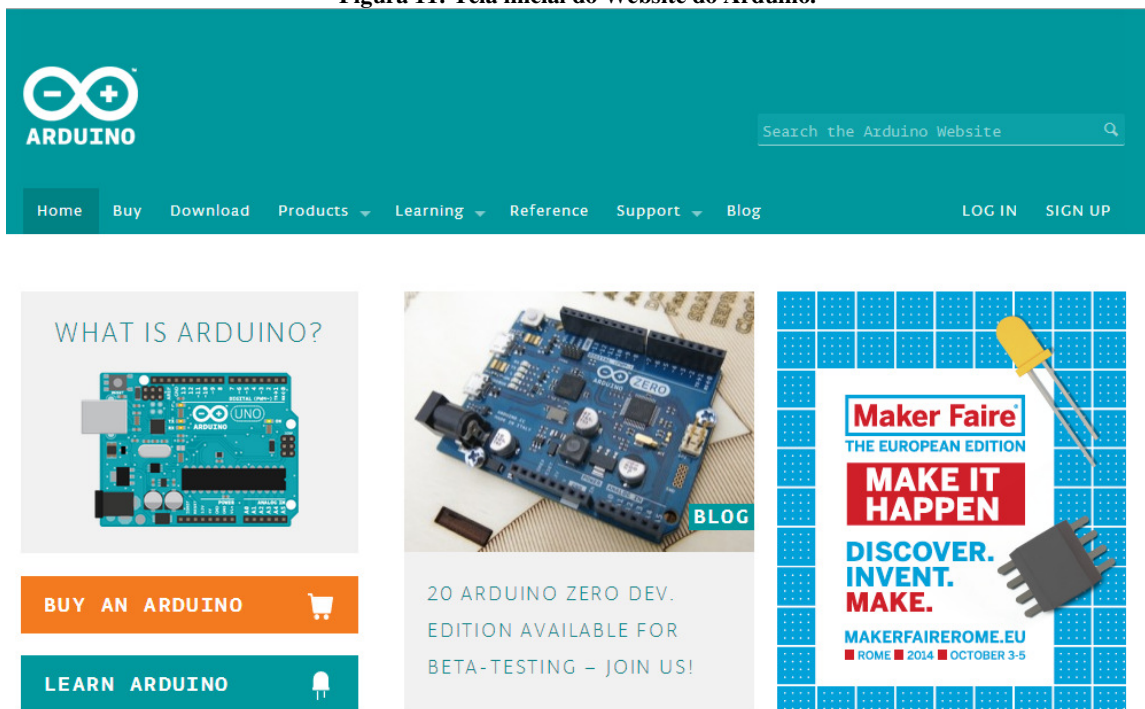 Figura 11: Tela inicial do Website do Arduino.
ARDUINO
Search the Arduino Website
Home Buy Download Products Learning Reference Support Blog LOG IN SIGN UP
WHAT IS ARDUINO?
UNO
ARDUINO
BUY AN ARDUINO
LEARN ARDUINO
ARDUINO ZERO
BLOG
20 ARDUINO ZERO DEV.
EDITION AVAILABLE FOR
BETA-TESTING – JOIN US!
Maker Faire
THE EUROPEAN EDITION
MAKE IT
HAPPEN
DISCOVER.
INVENT.
MAKE.
MAKERFAIREROME.EU
ROME 2014 OCTOBER 3-5